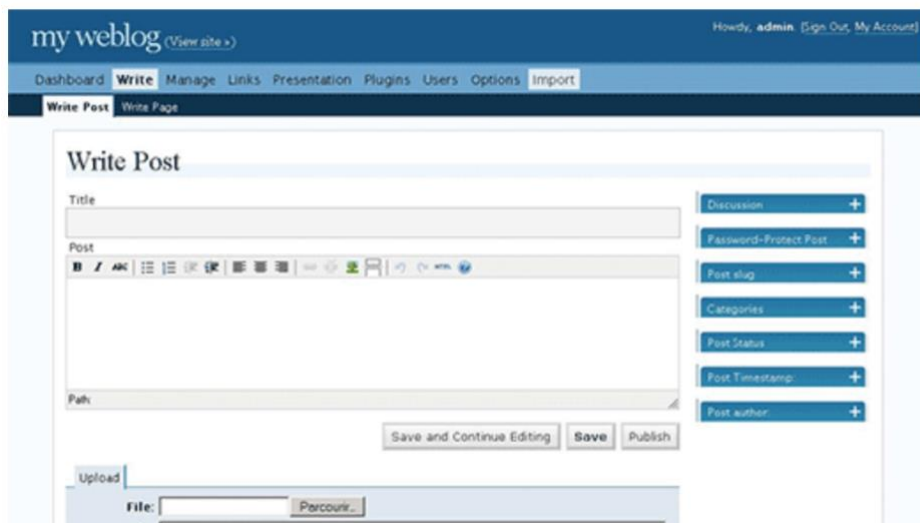 my weblog (View site »)
Howdy, admin. [Sign Out, My Account]
Dashboard Write Manage Links Presentation Plugins Users Options Import
Write Post Write Page
Write Post
Title
Post
B I ABC HTML
Path:
Save and Continue Editing Save Publish
Upload
File: Parcourir...
Discussion +
Password-Protect Post +
Post slug +
Categories +
Post Status +
Post Timestamp: +
Post author: +